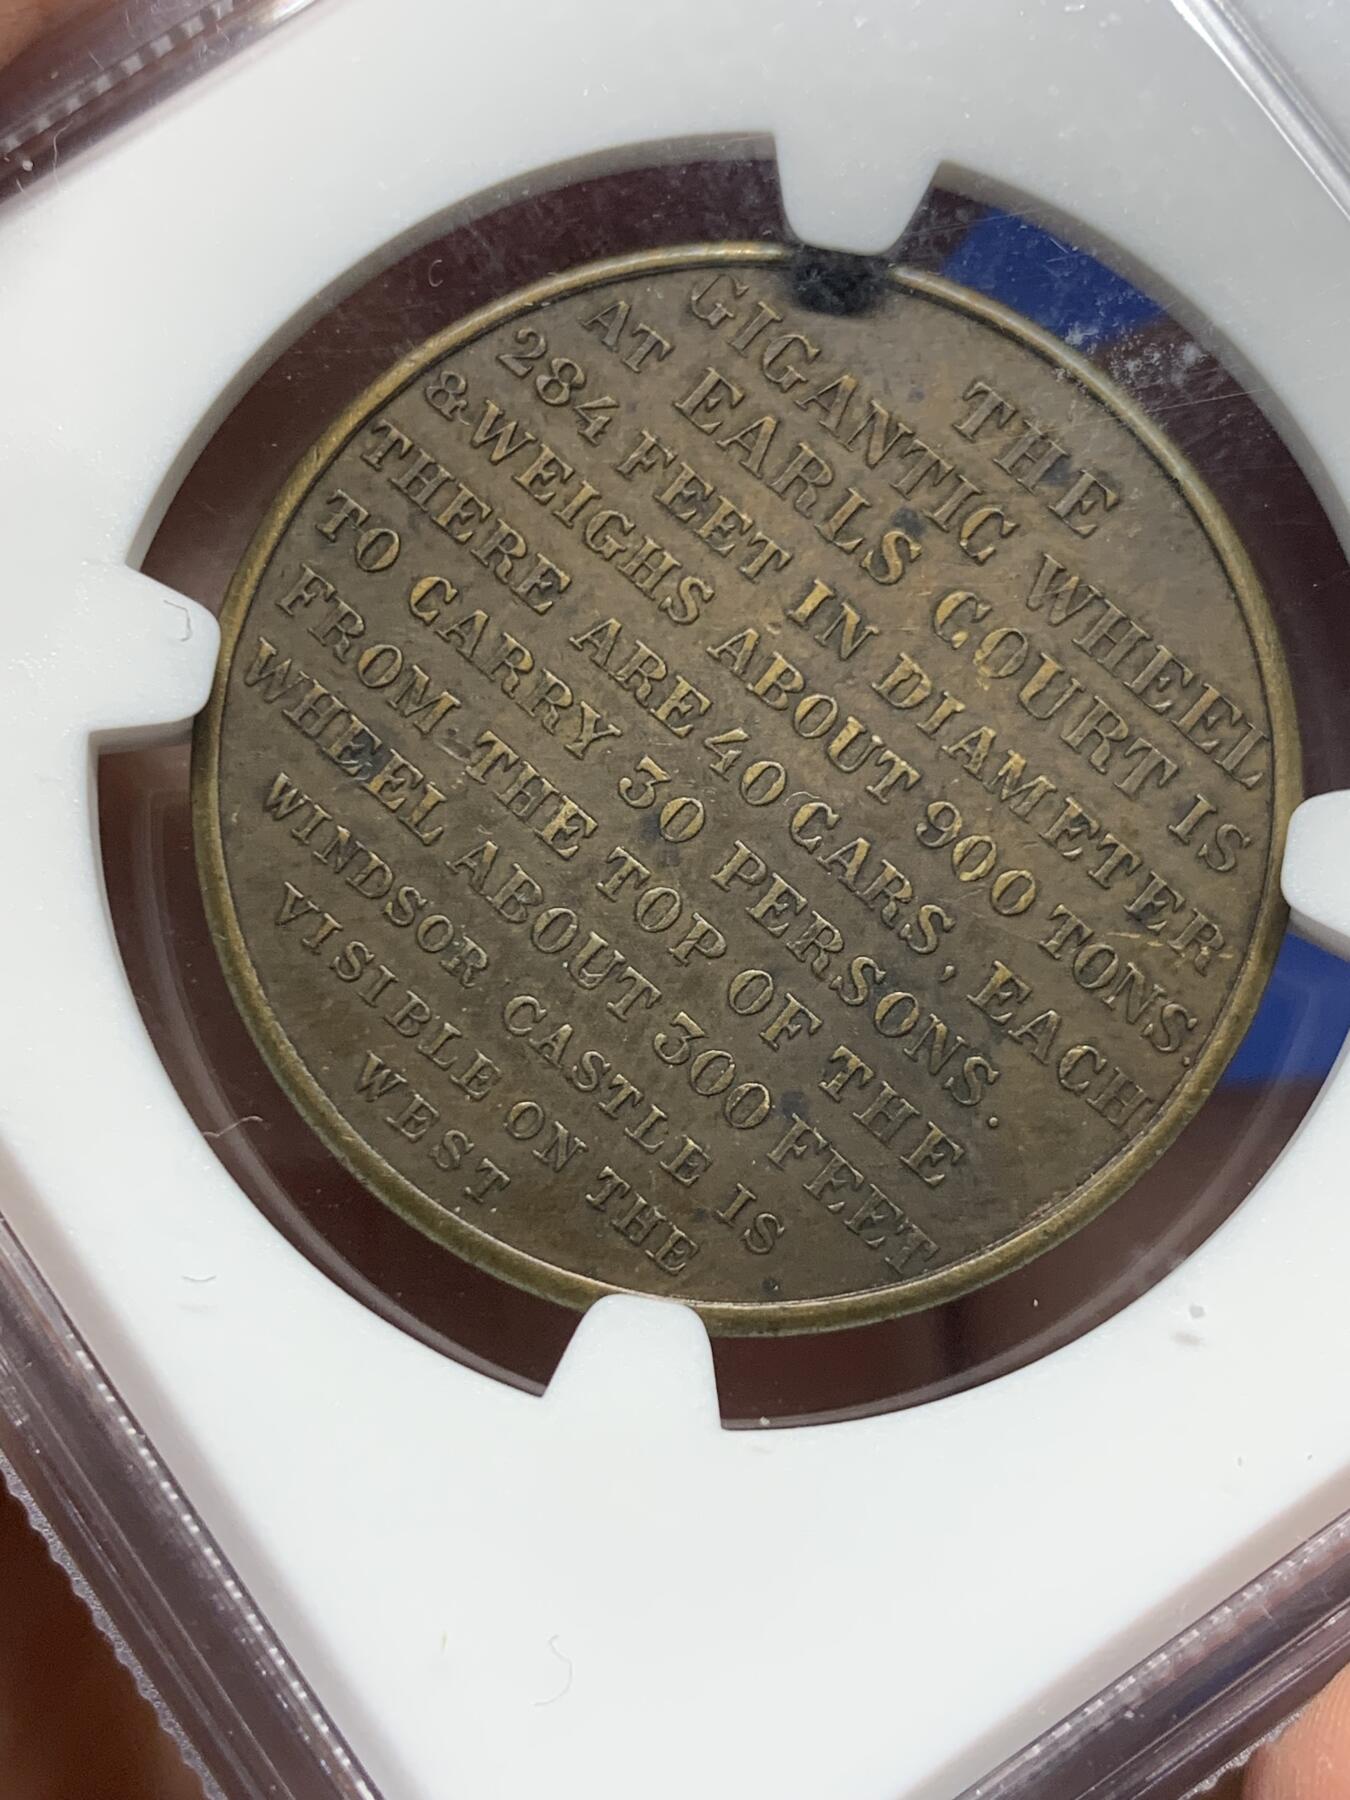 THE
GIGANTIC WHEEL
AT EARLS COURT IS
284 FEET IN DIAMETER
& WEIGHS ABOUT 900 TONS.
THERE ARE 40 CARS, EACH
TO CARRY 30 PERSONS.
FROM THE TOP OF THE
WHEEL ABOUT 300 FEET
WINDSOR CASTLE IS
VISIBLE ON THE
WEST